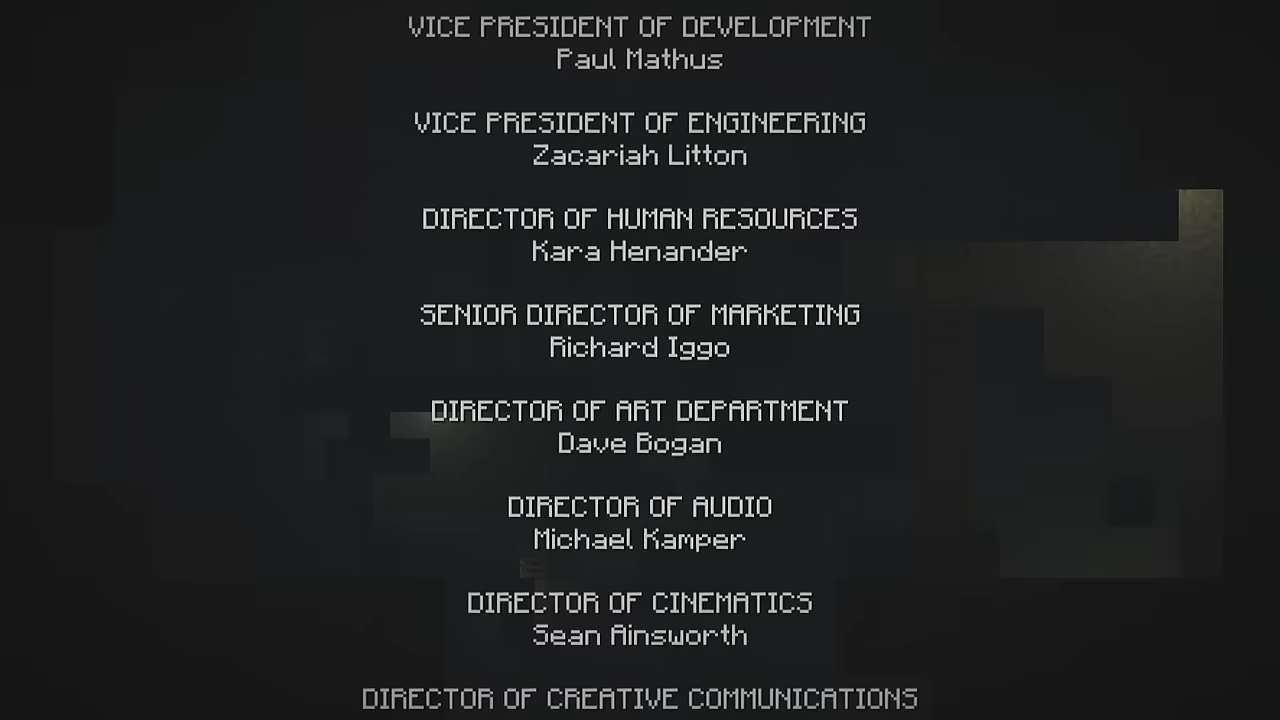 VICE PRESIDENT OF DEVELOPMENT
Paul Mathus
VICE PRESIDENT OF ENGINEERING
Zacariah Litton
DIRECTOR OF HUMAN RESOURCES
Kara Henander
SENIOR DIRECTOR OF MARKETING
Richard Iggo
DIRECTOR OF ART DEPARTMENT
Dave Bogan
DIRECTOR OF AUDIO
Michael Kamper
DIRECTOR OF CINEMATICS
Sean Ainsworth
DIRECTOR OF CREATIVE COMMUNICATIONS